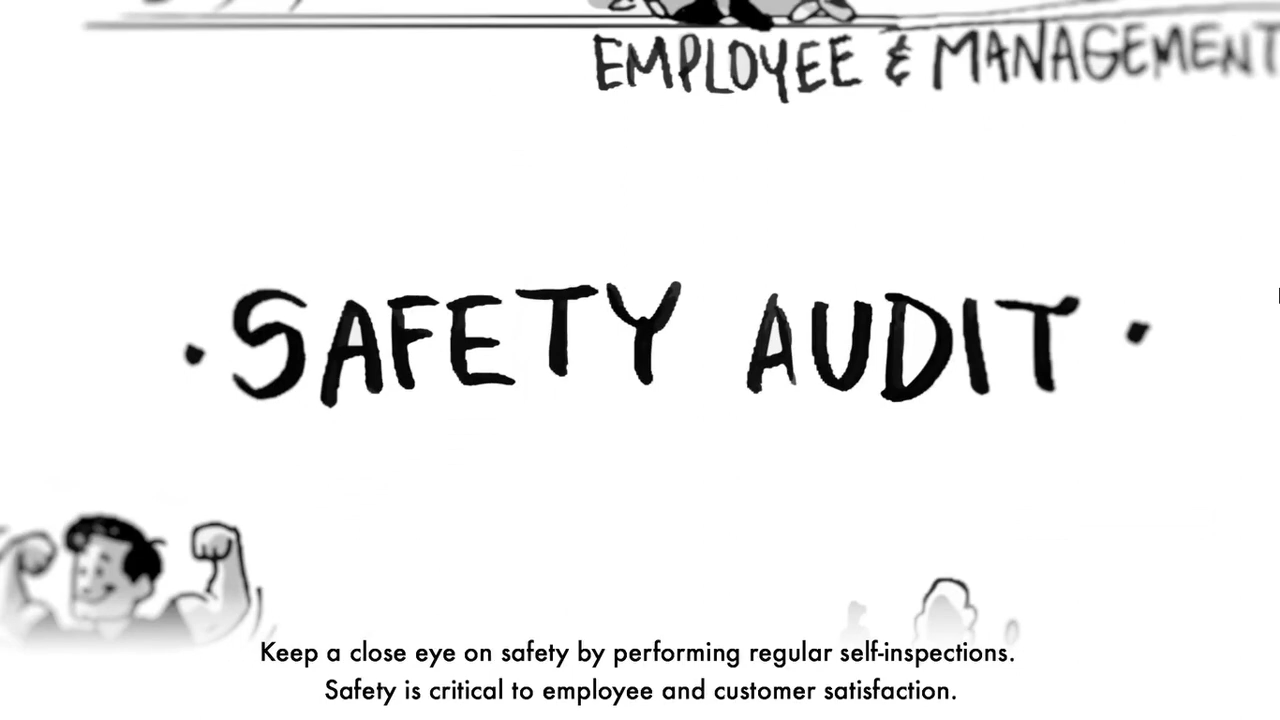 EMPLOYEE & MANAGEMENT
· SAFETY AUDIT ·
Keep a close eye on safety by performing regular self-inspections.
Safety is critical to employee and customer satisfaction.